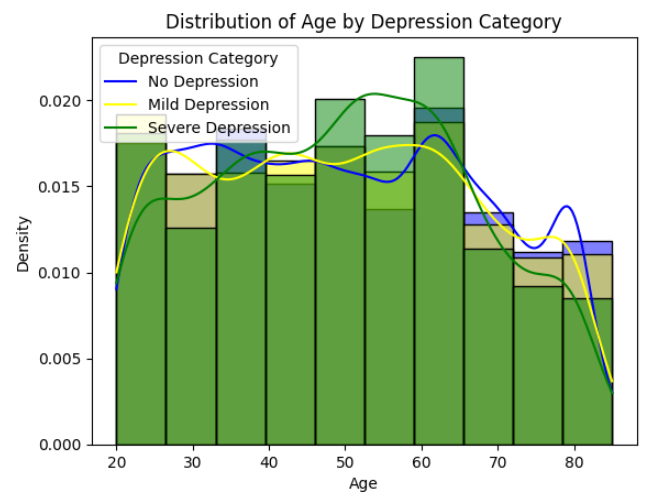 Distribution of Age by Depression Category
Depression Category
No Depression
Mild Depression
Severe Depression
Density
0.020
0.015
0.010
0.005
0.000
20 30 40 50 60 70 80
Age